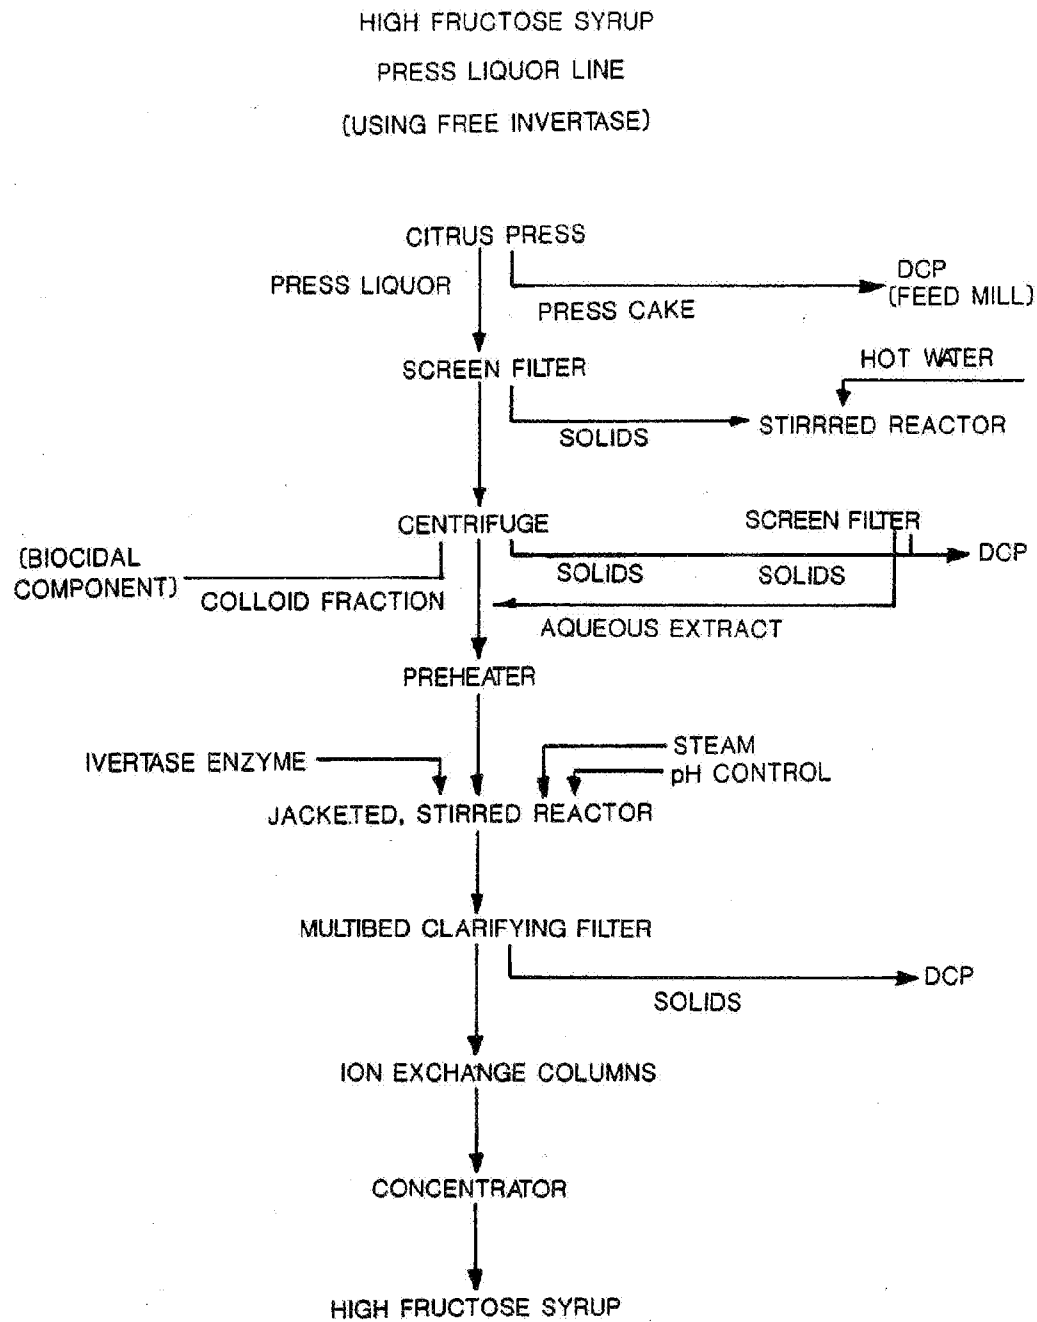 HIGH FRUCTOSE SYRUP
PRESS LIQUOR LINE
(USING FREE INVERTASE)
CITRUS PRESS
PRESS LIQUOR
DCP
(FEED MILL)
PRESS CAKE
HOT WATER
SCREEN FILTER
SOLIDS
STIRRRED REACTOR
CENTRIFUGE
SCREEN FILTER
(BIOCIDAL
COMPONENT)
SOLIDS
SOLIDS
DCP
COLLOID FRACTION
AQUEOUS EXTRACT
PREHEATER
IVERTASE ENZYME
STEAM
pH CONTROL
JACKETED, STIRRED REACTOR
MULTIBED CLARIFYING FILTER
DCP
SOLIDS
ION EXCHANGE COLUMNS
CONCENTRATOR
HIGH FRUCTOSE SYRUP